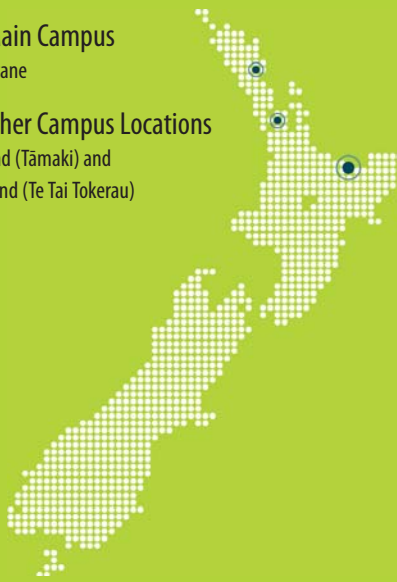 ain Campus
ane
her Campus Locations
d (Tāmaki) and
nd (Te Tai Tokerau)